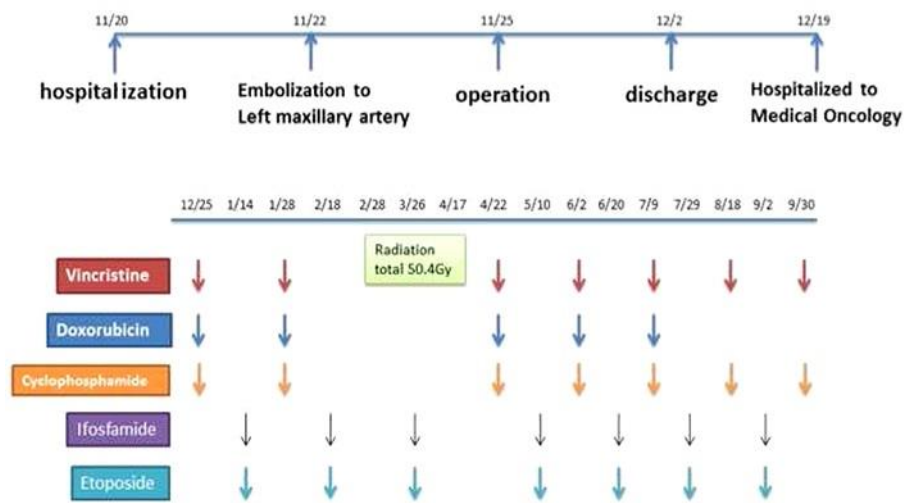 11/20 11/22 11/25 12/2 12/19
hospitalization
Embolization to
Left maxillary artery
operation
discharge
Hospitalized to
Medical Oncology
12/25 1/14 1/28 2/18 2/28 3/26 4/17 4/22 5/10 6/2 6/20 7/9 7/29 8/18 9/2 9/30
Radiation
total 50.4Gy
Vincristine
Doxorubicin
Cyclophosphamide
Ifosfamide
Etoposide